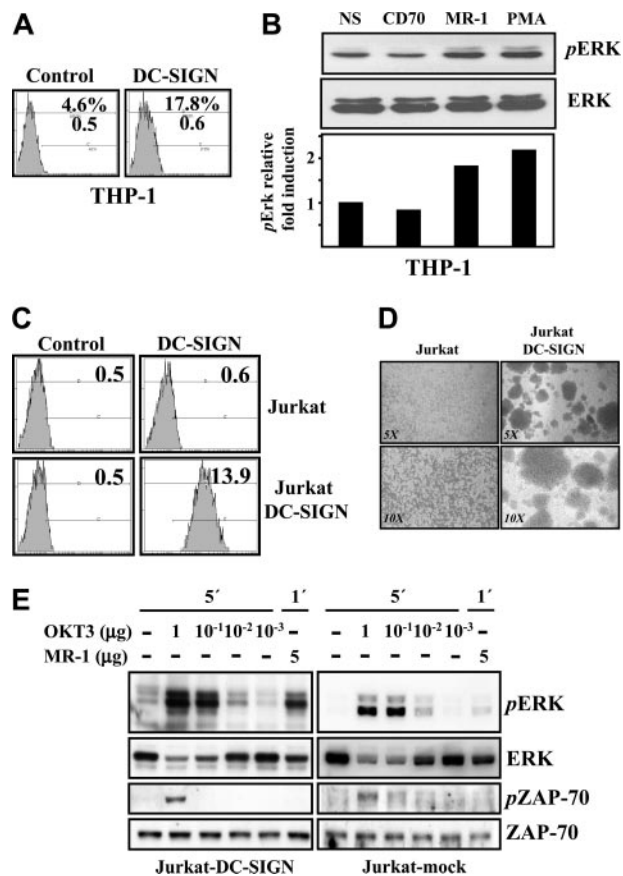 A
Control DC-SIGN
4.6% 17.8%
0.5 0.6
THP-1
B
NS CD70 MR-1 PMA
pERK
ERK
pErk relative
fold induction
2
1
THP-1
C
Control DC-SIGN
0.5 0.6
Jurkat
0.5 13.9
Jurkat
DC-SIGN
D
Jurkat
Jurkat
DC-SIGN
5X 5X
10X 10X
E
5′ 1′ 5′ 1′
OKT3 (µg) – 1 10⁻¹ 10⁻² 10⁻³ – – 1 10⁻¹ 10⁻² 10⁻³ –
MR-1 (µg) – – – – – 5 – – – – – 5
pERK
ERK
pZAP-70
ZAP-70
Jurkat-DC-SIGN Jurkat-mock